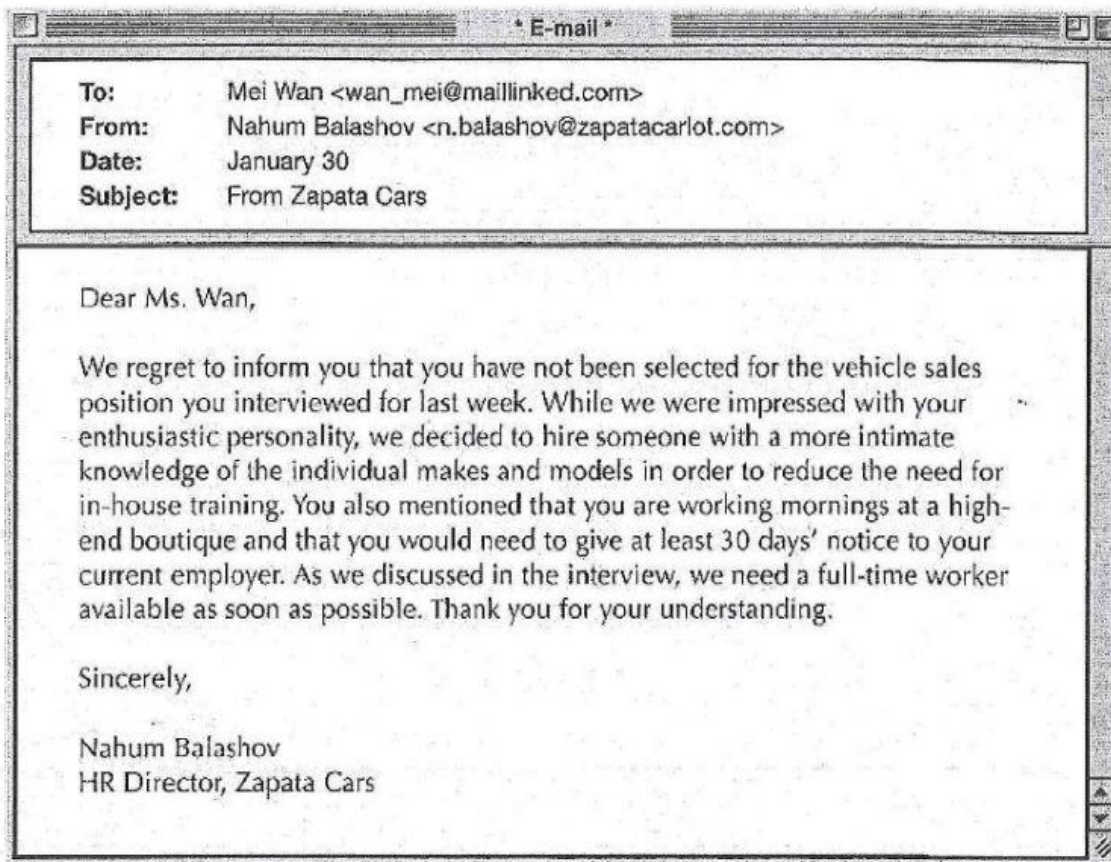 * E-mail *
To: Mei Wan <wan_mei@maillinked.com>
From: Nahum Balashov <n.balashov@zapatacarlot.com>
Date: January 30
Subject: From Zapata Cars
Dear Ms. Wan,
We regret to inform you that you have not been selected for the vehicle sales
position you interviewed for last week. While we were impressed with your
enthusiastic personality, we decided to hire someone with a more intimate
knowledge of the individual makes and models in order to reduce the need for
in-house training. You also mentioned that you are working mornings at a high-
end boutique and that you would need to give at least 30 days' notice to your
current employer. As we discussed in the interview, we need a full-time worker
available as soon as possible. Thank you for your understanding.
Sincerely,
Nahum Balashov
HR Director, Zapata Cars